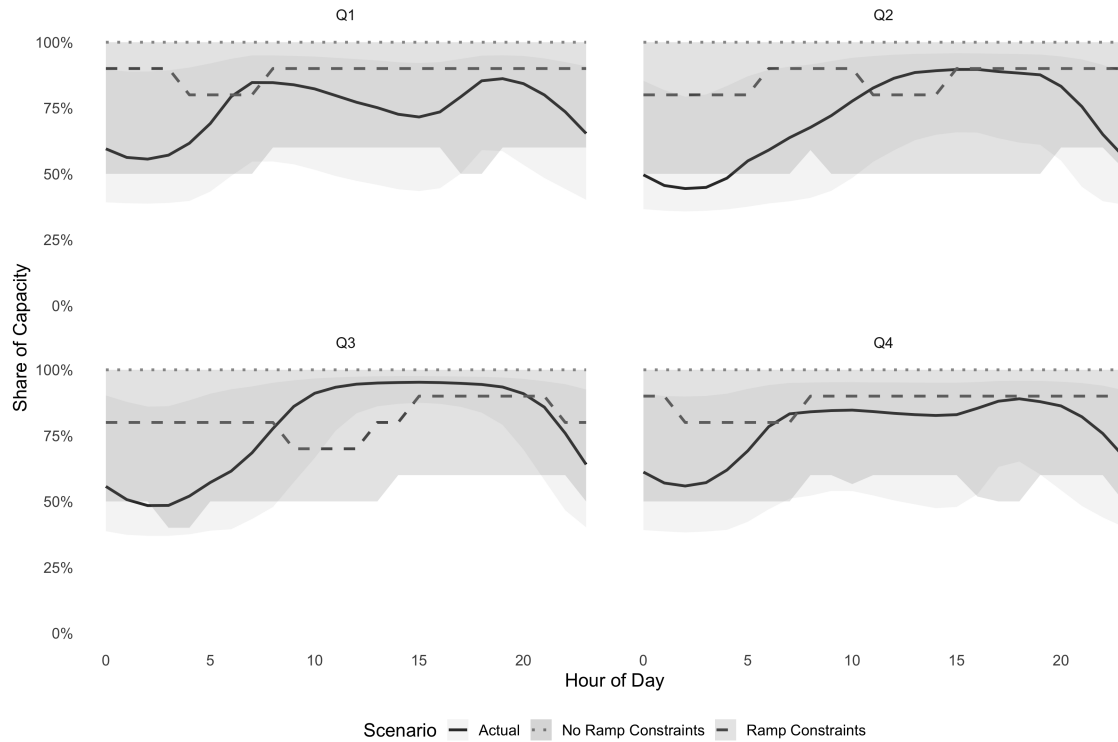 Q1
Q2
100%
75%
50%
25%
0%
Share of Capacity
Q3
Q4
100%
75%
50%
25%
0%
0 5 10 15 20 0 5 10 15 20
Hour of Day
Scenario Actual No Ramp Constraints Ramp Constraints